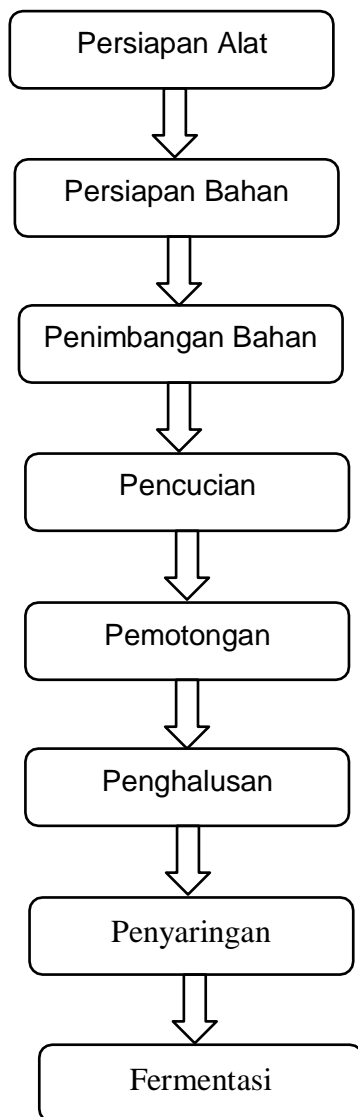 Persiapan Alat
Persiapan Bahan
Penimbangan Bahan
Pencucian
Pemotongan
Penghalusan
Penyaringan
Fermentasi